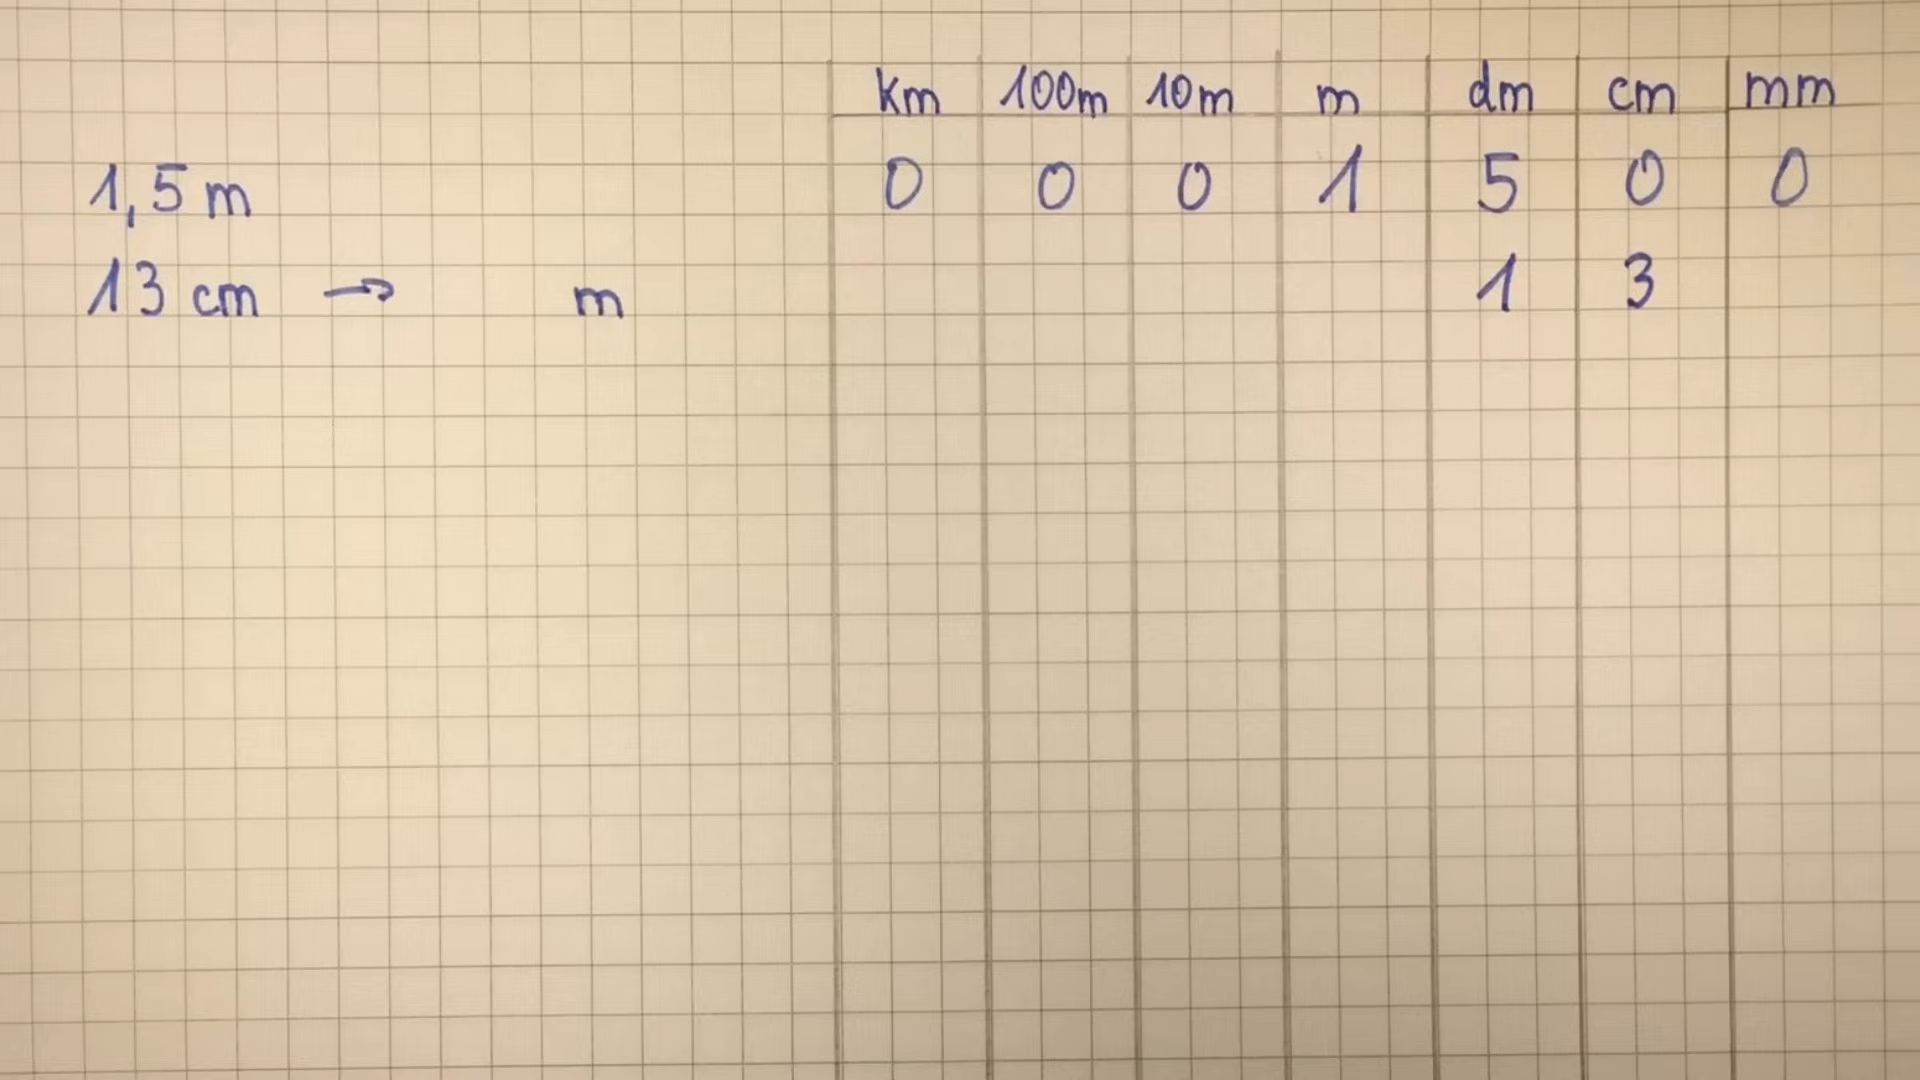 km 100m 10m m dm cm mm
1,5 m 0 0 0 1 5 0 0
13 cm → m 1 3